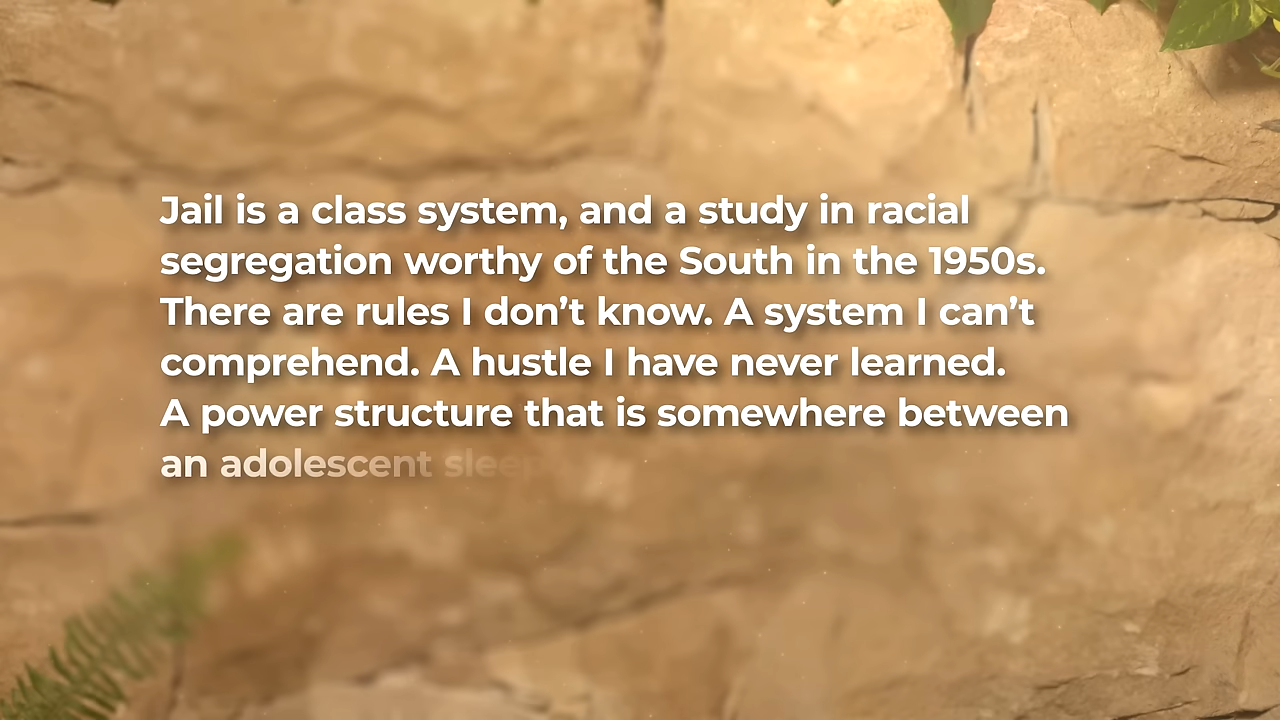 Jail is a class system, and a study in racial
segregation worthy of the South in the 1950s.
There are rules I don’t know. A system I can’t
comprehend. A hustle I have never learned.
A power structure that is somewhere between
an adolescent sleep